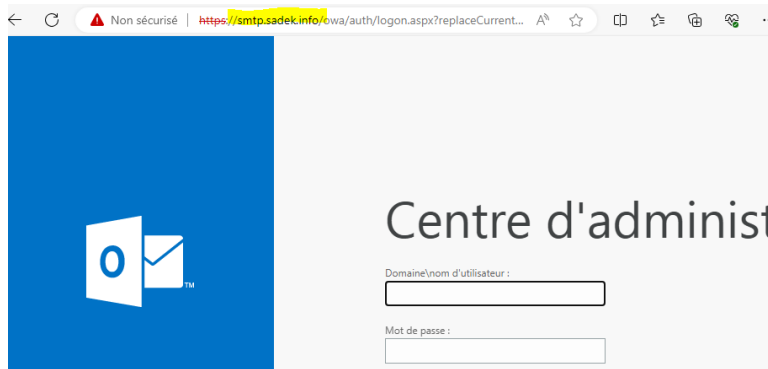 Non sécurisé | https://smtp.sadek.info/owa/auth/logon.aspx?replaceCurrent...
Centre d'administ
Domaine\nom d'utilisateur :
Mot de passe :
O
TM